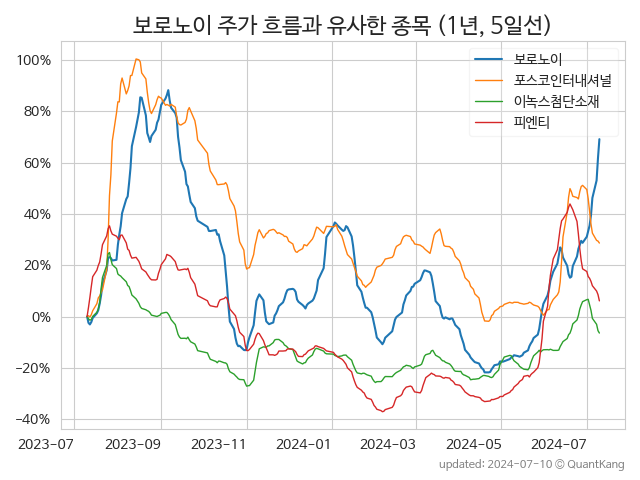 보로노이 주가 흐름과 유사한 종목 (1년, 5일선)
보로노이
포스코인터내셔널
이녹스첨단소재
피엔티
100%
80%
60%
40%
20%
0%
−20%
−40%
2023-07
2023-09
2023-11
2024-01
2024-03
2024-05
2024-07
updated: 2024-07-10 © QuantKang